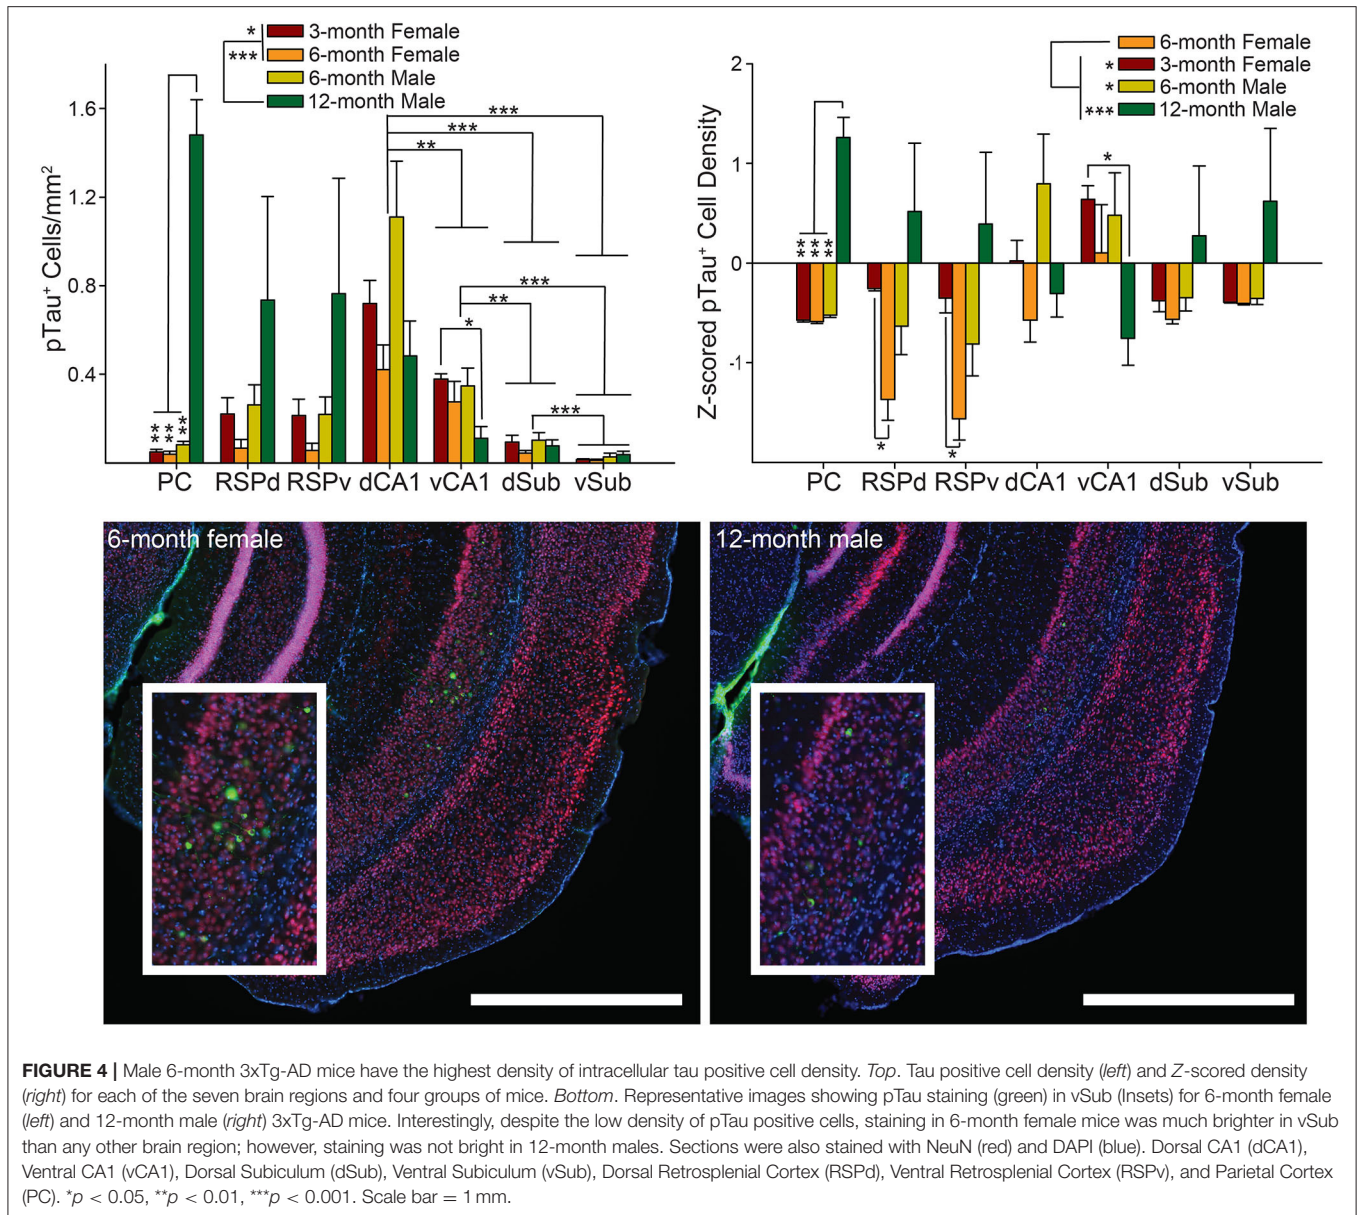 *
***
3-month Female
6-month Female
6-month Male
12-month Male
pTau+ Cells/mm2
1.6
1.2
0.8
0.4
***
***
**
***
**
*
***
**
**
**
PC RSPd RSPv dCA1 vCA1 dSub vSub
6-month Female
* 3-month Female
* 6-month Male
*** 12-month Male
Z-scored pTau+ Cell Density
2
1
0
-1
*
**
**
**
*
*
PC RSPd RSPv dCA1 vCA1 dSub vSub
6-month female
12-month male
FIGURE 4 | Male 6-month 3xTg-AD mice have the highest density of intracellular tau positive cell density. Top. Tau positive cell density (left) and Z-scored density
(right) for each of the seven brain regions and four groups of mice. Bottom. Representative images showing pTau staining (green) in vSub (Insets) for 6-month female
(left) and 12-month male (right) 3xTg-AD mice. Interestingly, despite the low density of pTau positive cells, staining in 6-month female mice was much brighter in vSub
than any other brain region; however, staining was not bright in 12-month males. Sections were also stained with NeuN (red) and DAPI (blue). Dorsal CA1 (dCA1),
Ventral CA1 (vCA1), Dorsal Subiculum (dSub), Ventral Subiculum (vSub), Dorsal Retrosplenial Cortex (RSPd), Ventral Retrosplenial Cortex (RSPv), and Parietal Cortex
(PC). *p < 0.05, **p < 0.01, ***p < 0.001. Scale bar = 1 mm.